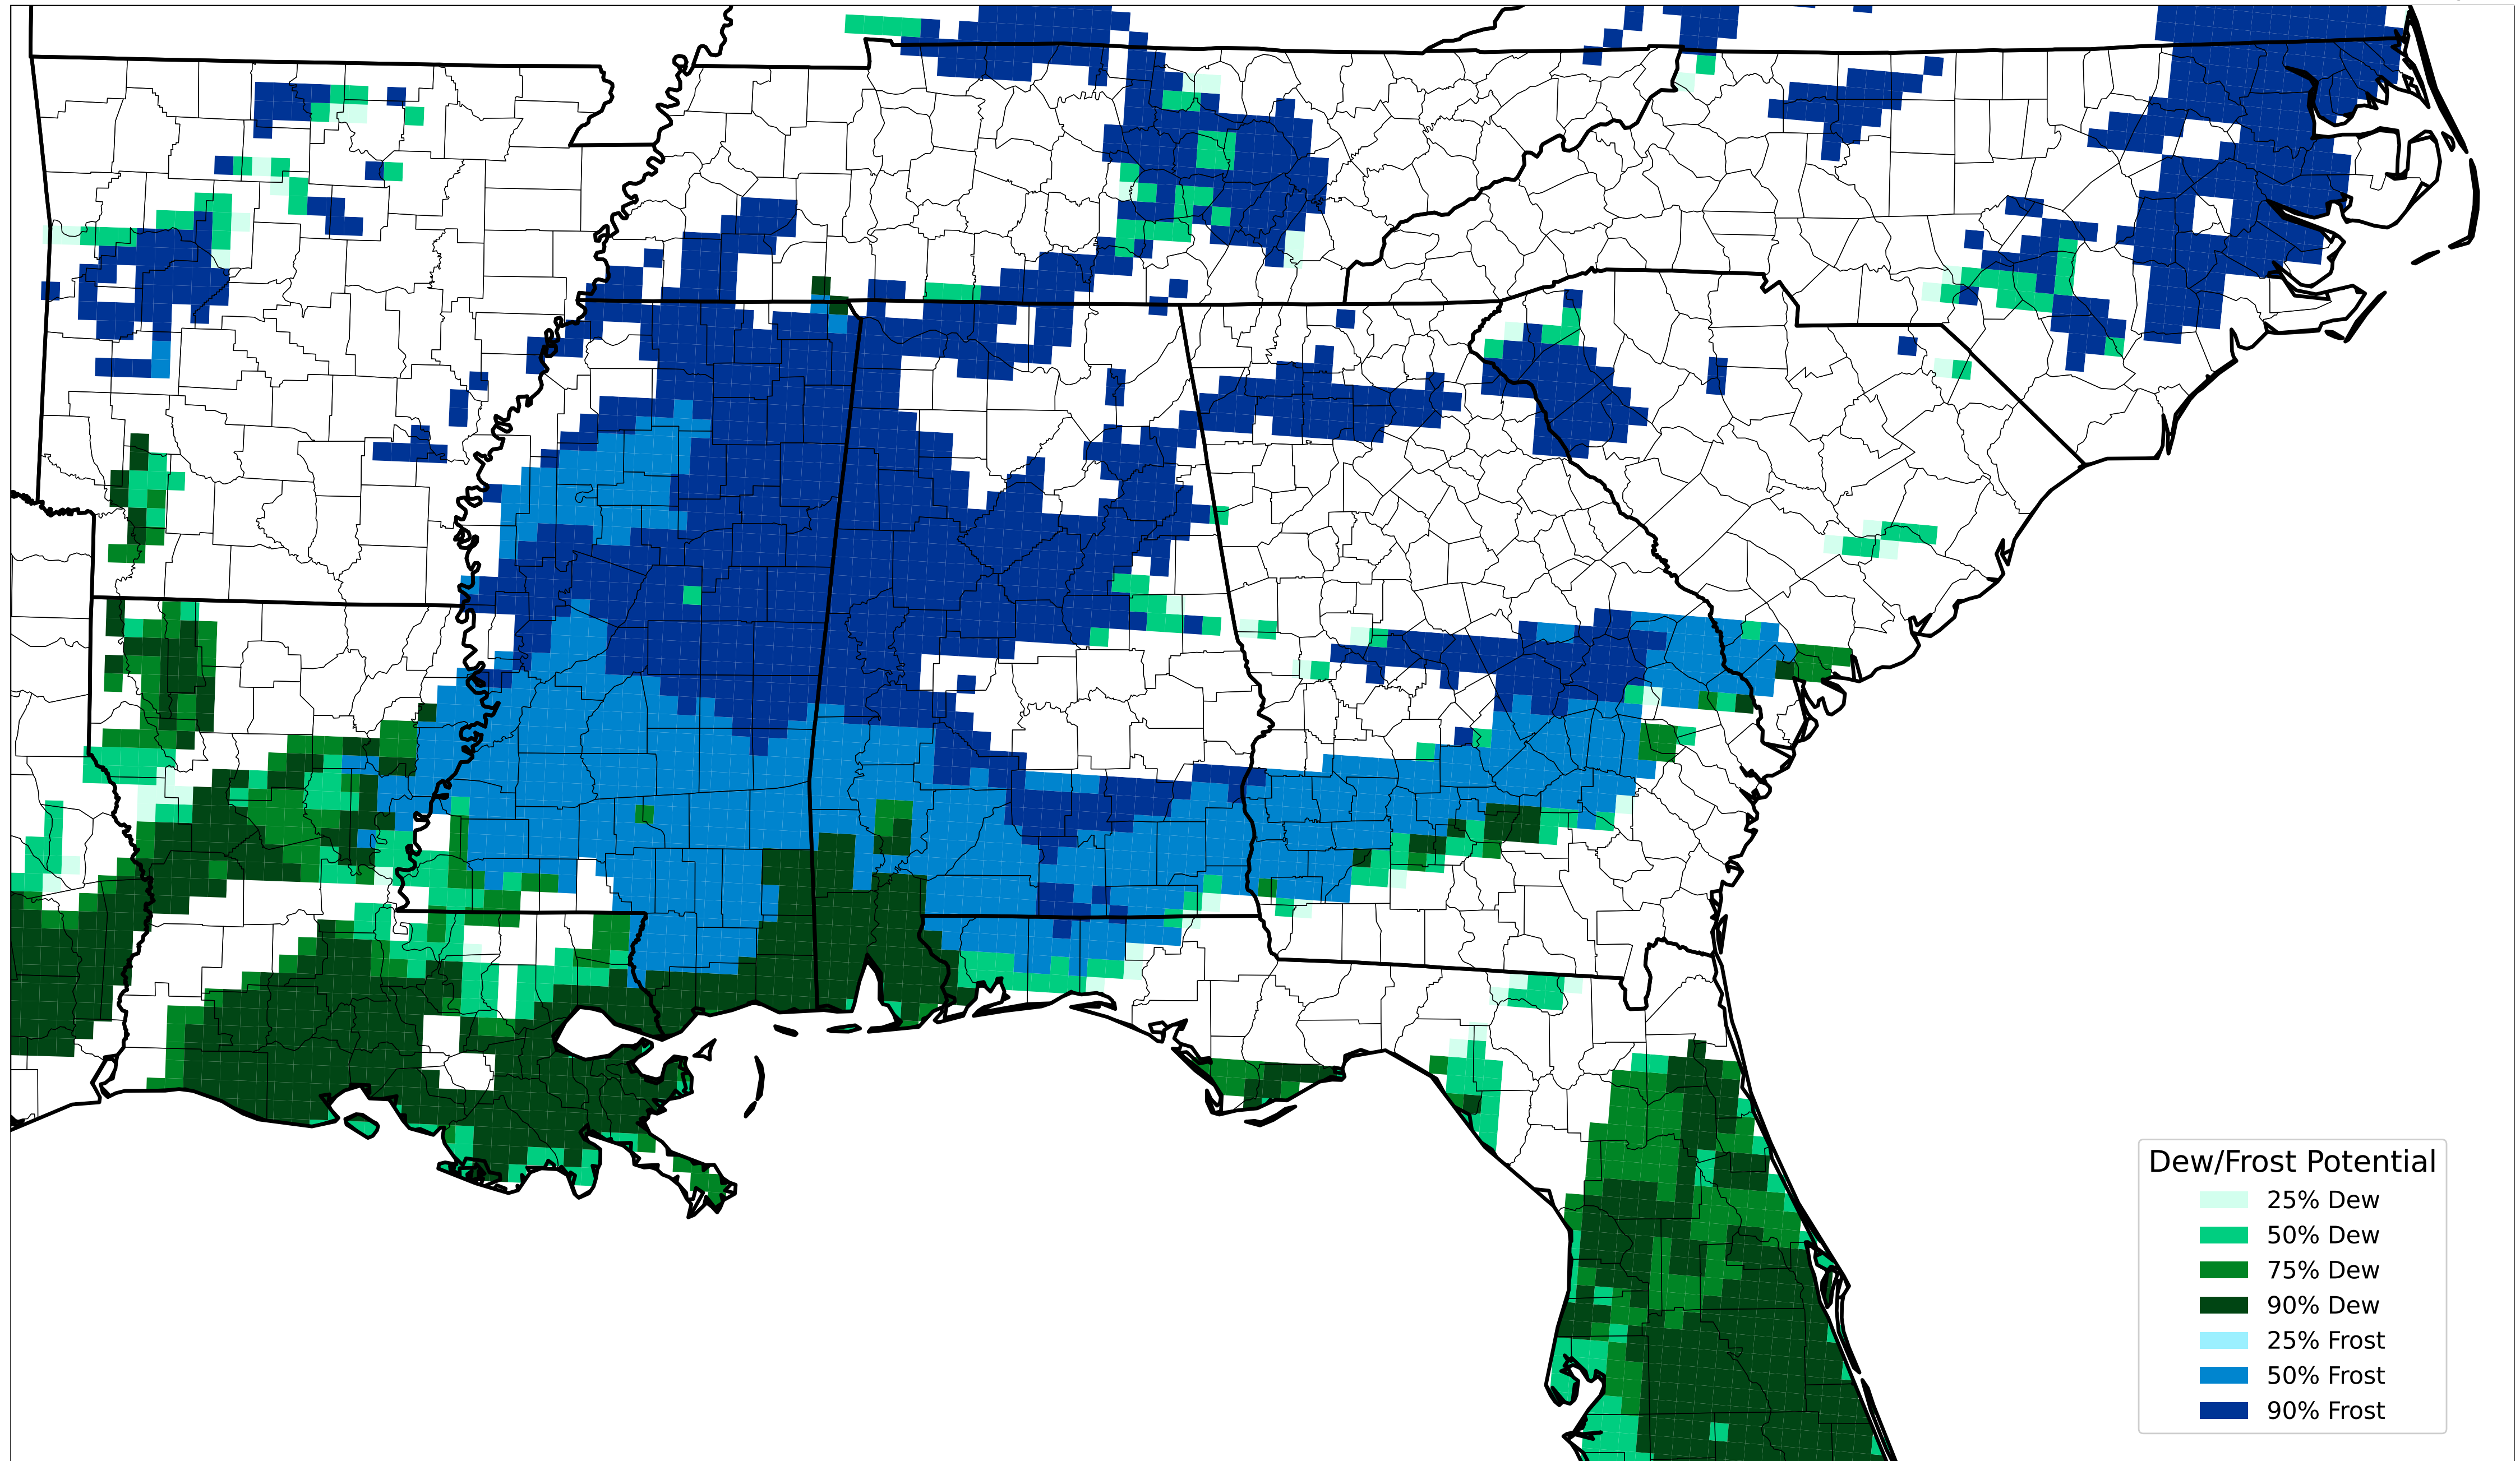 Dew/Frost Potential
25% Dew
50% Dew
75% Dew
90% Dew
25% Frost
50% Frost
90% Frost